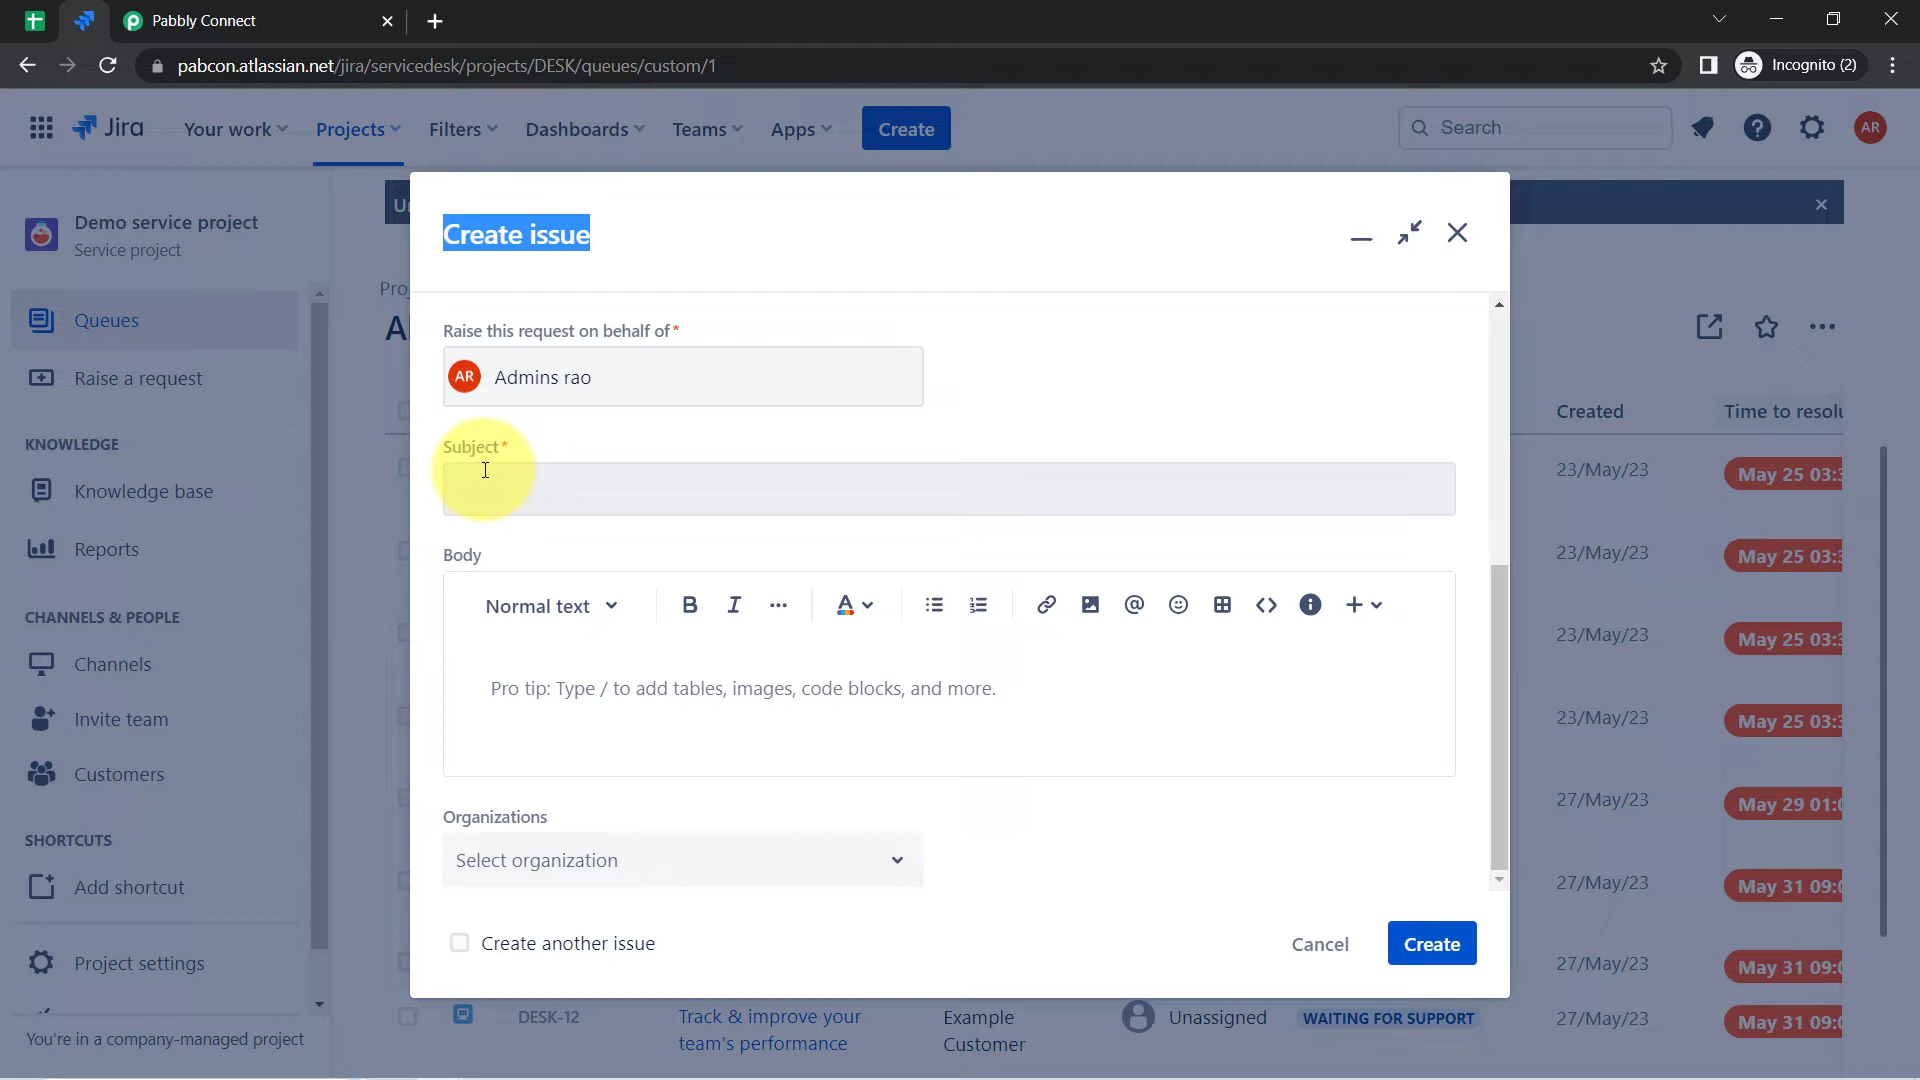 Pabbly Connect
pabcon.atlassian.net/jira/servicedesk/projects/DESK/queues/custom/1
Incognito (2)
Jira
Your work
Projects
Filters
Dashboards
Teams
Apps
Create
Search
AR
Demo service project
Service project
Queues
Raise a request
KNOWLEDGE
Knowledge base
Reports
CHANNELS & PEOPLE
Channels
Invite team
Customers
SHORTCUTS
Add shortcut
Project settings
You're in a company-managed project
Create issue
Raise this request on behalf of *
AR Admins rao
Subject *
Body
Normal text
Pro tip: Type / to add tables, images, code blocks, and more.
Organizations
Select organization
Create another issue
Cancel
Create
Created
23/May/23 May 25 03:3
23/May/23 May 25 03:3
23/May/23 May 25 03:3
23/May/23 May 25 03:3
27/May/23 May 29 01:0
27/May/23 May 31 09:0
27/May/23 May 31 09:0
DESK-12
Track & improve your
team's performance
Example
Customer
Unassigned
WAITING FOR SUPPORT
27/May/23 May 31 09:0